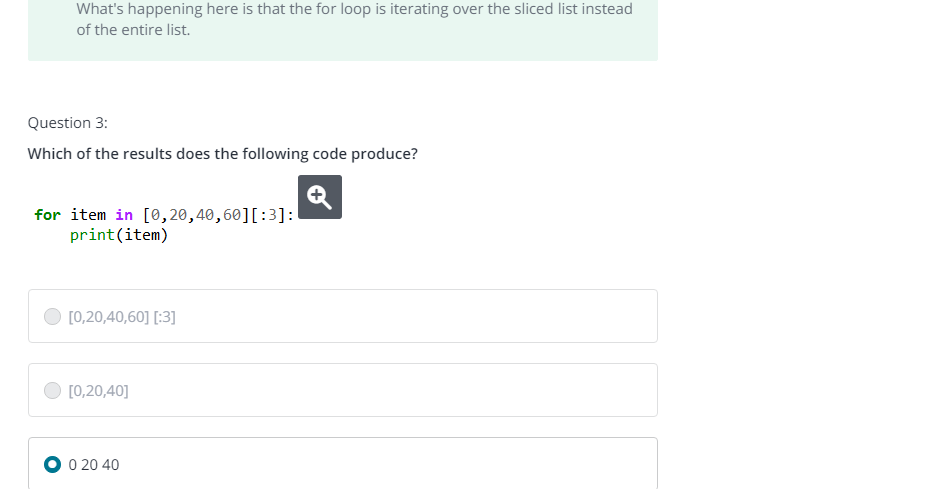 What's happening here is that the for loop is iterating over the sliced list instead
of the entire list.
Question 3:
Which of the results does the following code produce?
for item in [0,20,40,60][:3]:
    print(item)
[0,20,40,60] [:3]
[0,20,40]
0 20 40